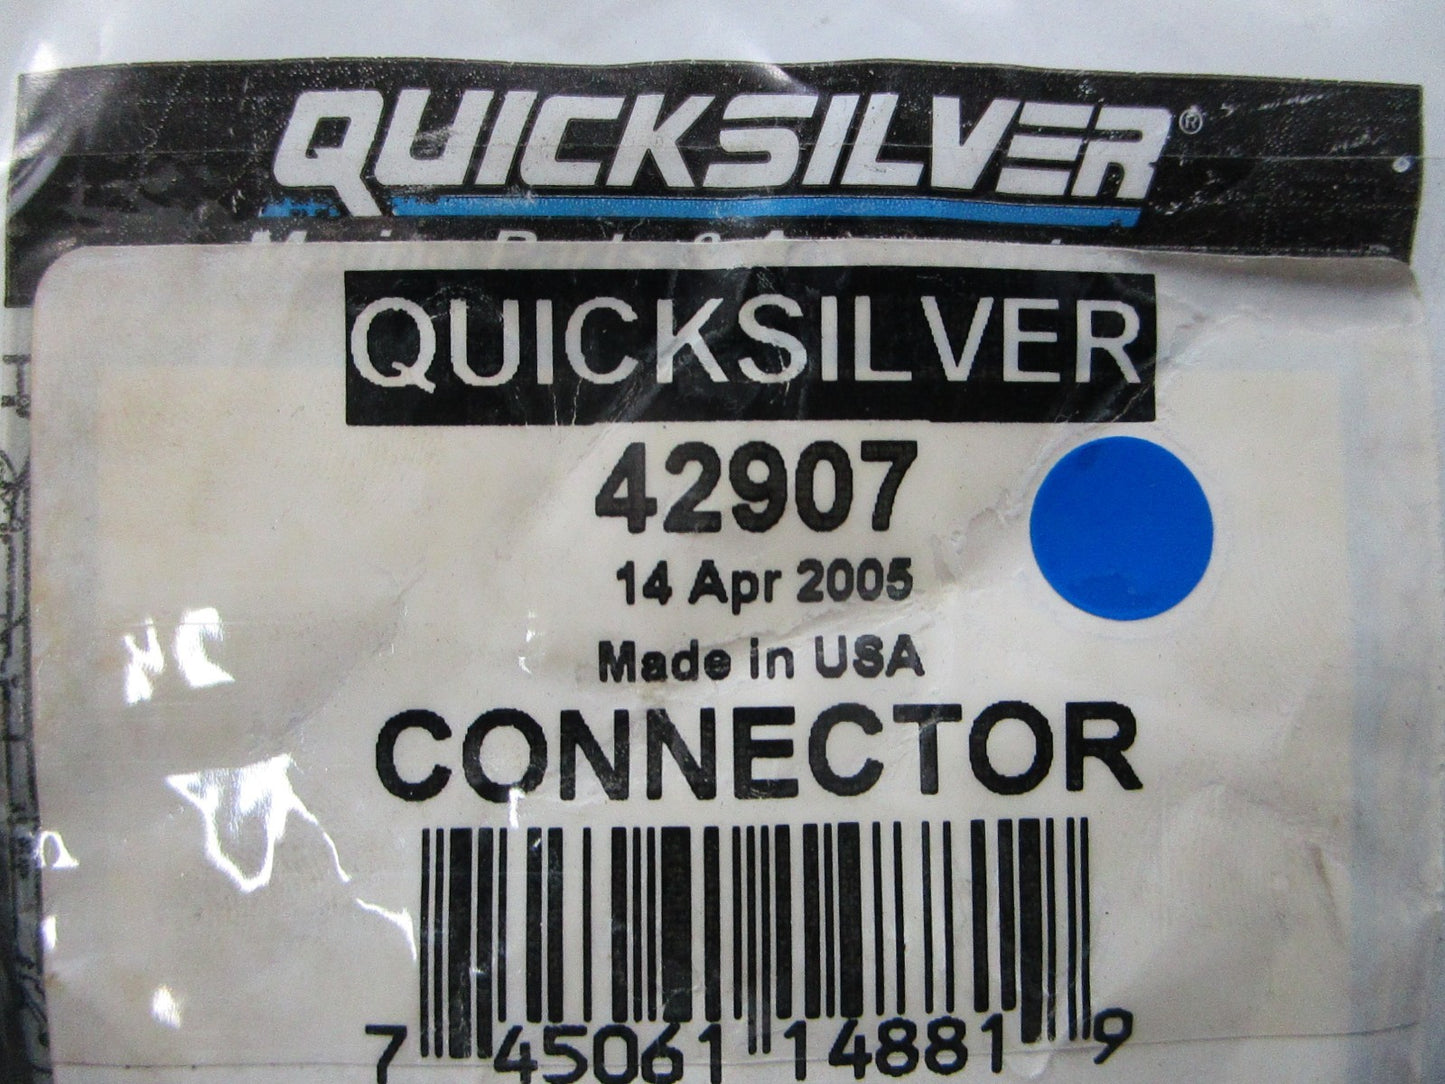 QUICKSILVER®
QUICKSILVER
42907
14 Apr 2005
Made in USA
CONNECTOR
7 45061 14881 9